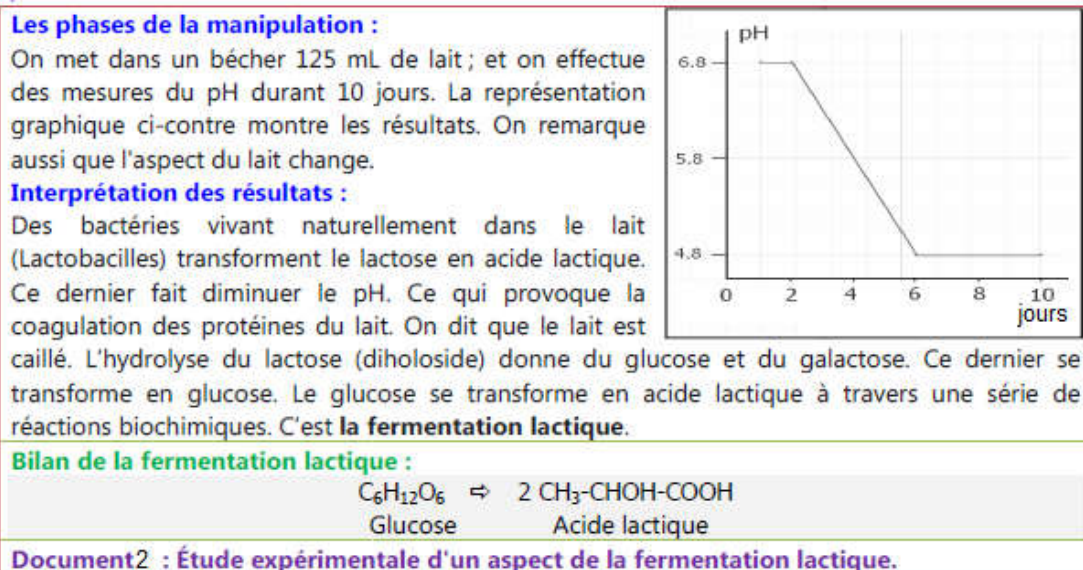 Les phases de la manipulation :
On met dans un bécher 125 mL de lait ; et on effectue
des mesures du pH durant 10 jours. La représentation
graphique ci-contre montre les résultats. On remarque
aussi que l'aspect du lait change.
Interprétation des résultats :
Des bactéries vivant naturellement dans le lait
(Lactobacilles) transforment le lactose en acide lactique.
Ce dernier fait diminuer le pH. Ce qui provoque la
coagulation des protéines du lait. On dit que le lait est
caillé. L'hydrolyse du lactose (diholoside) donne du glucose et du galactose. Ce dernier se
transforme en glucose. Le glucose se transforme en acide lactique à travers une série de
réactions biochimiques. C'est la fermentation lactique.
pH
6.8
5.8
4.8
0 2 4 6 8 10
jours
Bilan de la fermentation lactique :
C₆H₁₂O₆ ⇨ 2 CH₃-CHOH-COOH
Glucose Acide lactique
Document2 : Étude expérimentale d'un aspect de la fermentation lactique.